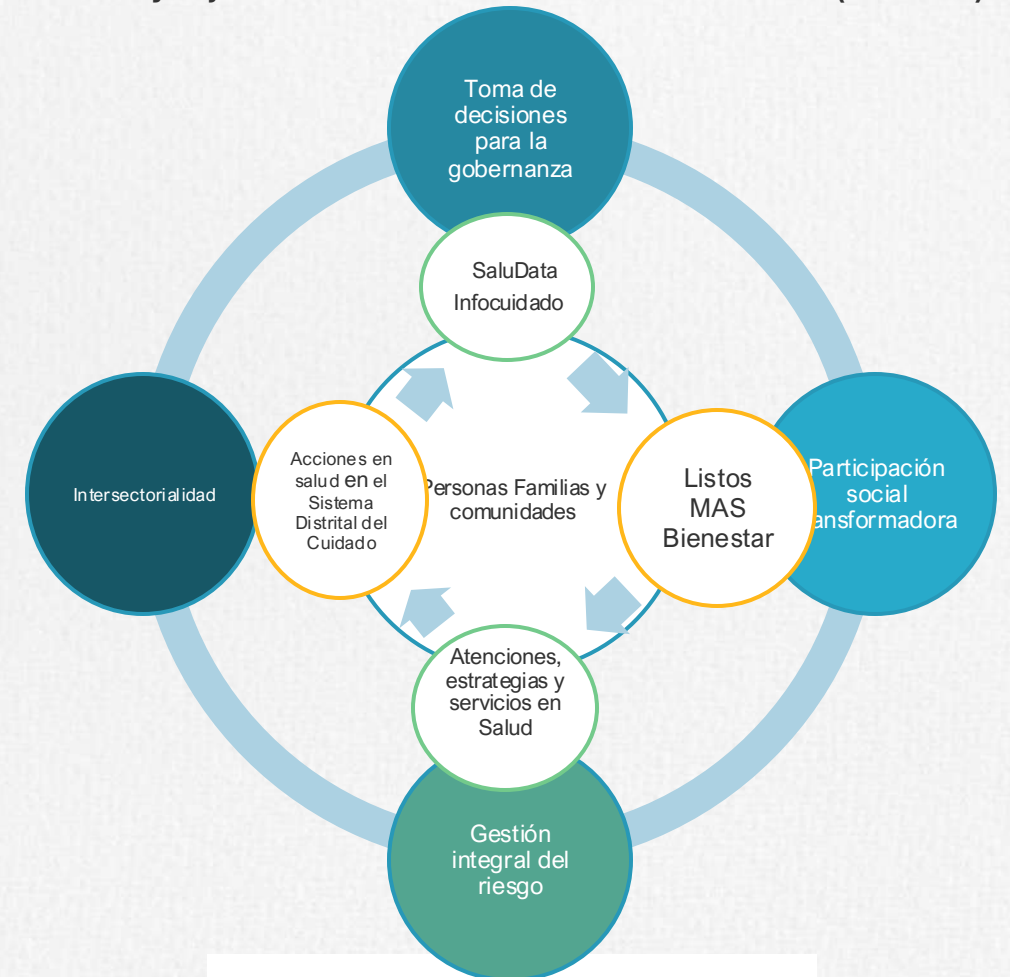 Toma de
decisiones
para la
gobernanza
SaluData
Infocuidado
Intersectorialidad
Acciones en
salud en el
Sistema
Distrital del
Cuidado
Personas Familias y
comunidades
Listos
MAS
Bienestar
Participación
social
ansformadora
Atenciones,
estrategias y
servicios en
Salud
Gestión
integral del
riesgo